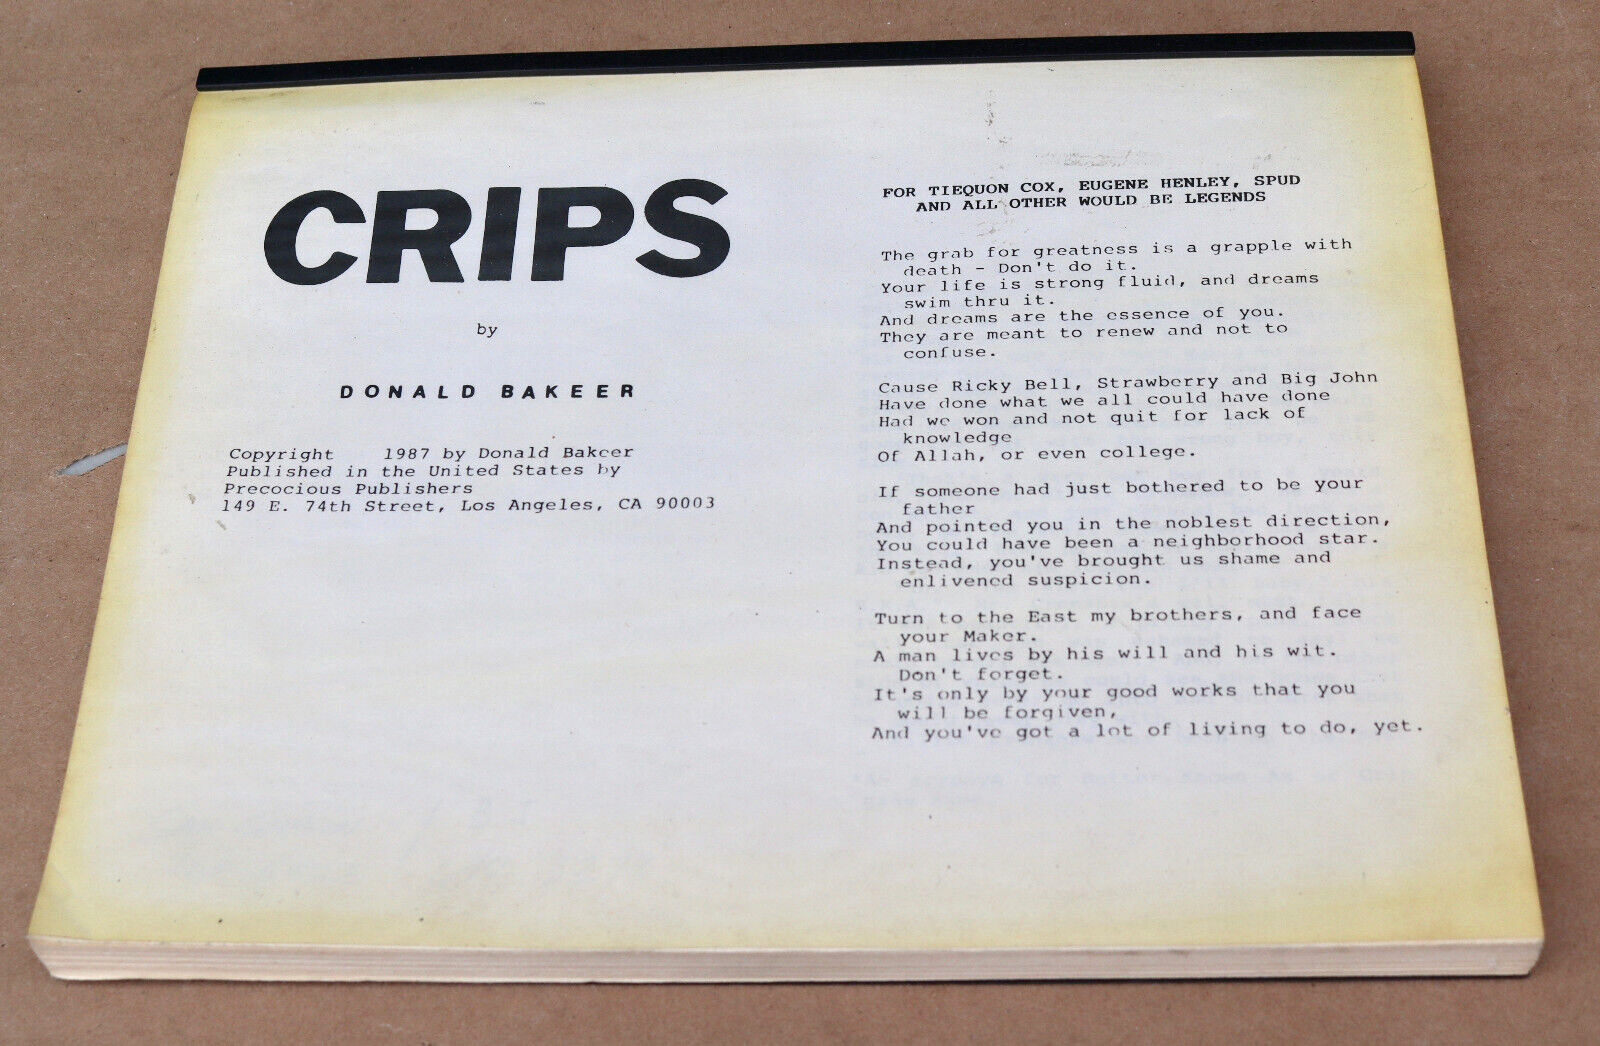 CRIPS
by
DONALD BAKEER
Copyright 1987 by Donald Bakeer
Published in the United States by
Precocious Publishers
149 E. 74th Street, Los Angeles, CA 90003
FOR TIEQUON COX, EUGENE HENLEY, SPUD
AND ALL OTHER WOULD BE LEGENDS
The grab for greatness is a grapple with
death - Don't do it.
Your life is strong fluid, and dreams
swim thru it.
And dreams are the essence of you.
They are meant to renew and not to
confuse.
Cause Ricky Bell, Strawberry and Big John
Have done what we all could have done
Had we won and not quit for lack of
knowledge
Of Allah, or even college.
If someone had just bothered to be your
father
And pointed you in the noblest direction,
You could have been a neighborhood star.
Instead, you've brought us shame and
enlivened suspicion.
Turn to the East my brothers, and face
your Maker.
A man lives by his will and his wit.
Don't forget.
It's only by your good works that you
will be forgiven,
And you've got a lot of living to do, yet.